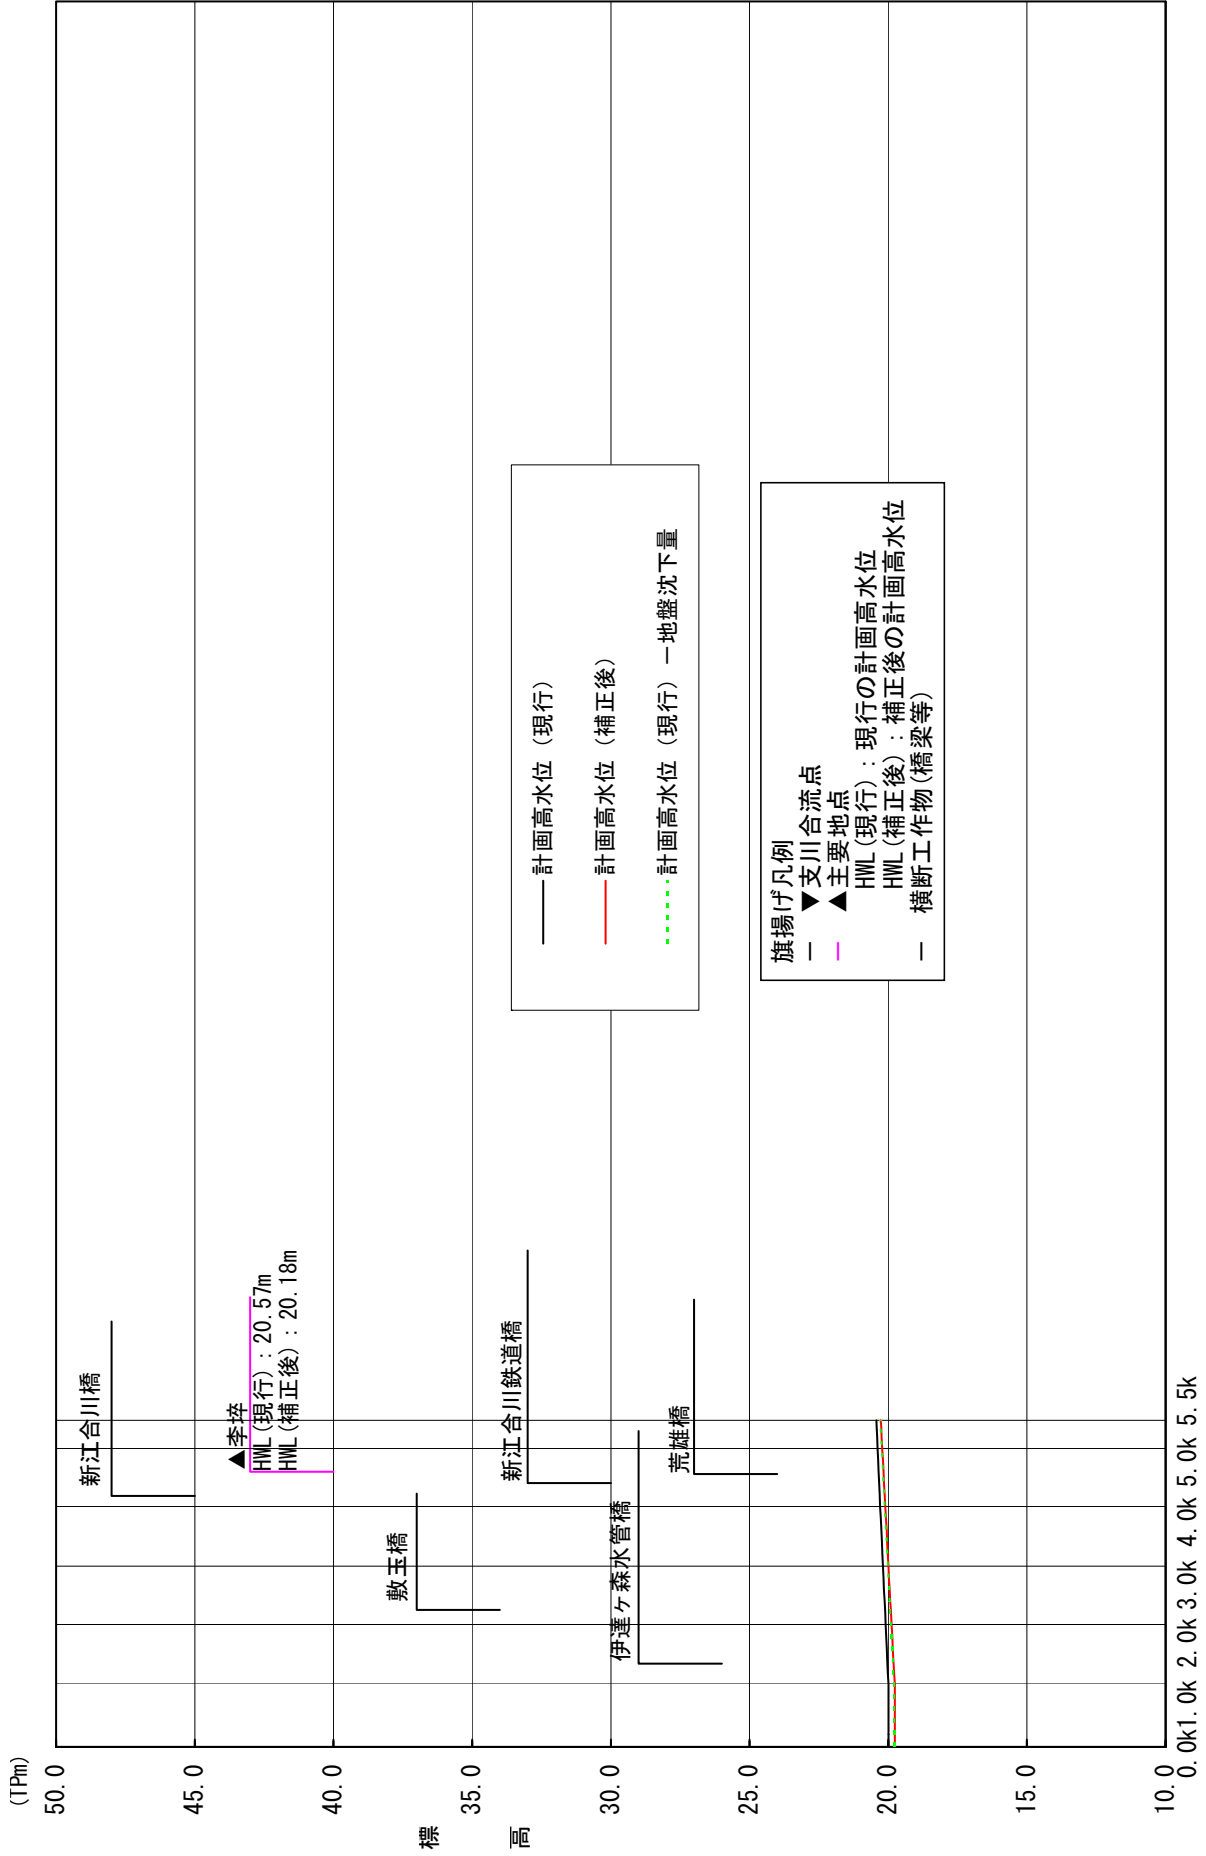 (TPm)
50.0
45.0
40.0
35.0
30.0
25.0
20.0
15.0
10.0
標
高
新江合川橋
▲李埣
HWL(現行):20.57m
HWL(補正後):20.18m
敷玉橋
新江合川鉄道橋
伊達ヶ森水管橋
荒雄橋
計画高水位(現行)
計画高水位(補正後)
計画高水位(現行)-地盤沈下量
旗揚げ凡例
▼支川合流点
▲主要地点
HWL(現行):現行の計画高水位
HWL(補正後):補正後の計画高水位
横断工作物(橋梁等)
0.0k1.0k 2.0k 3.0k 4.0k 5.0k 5.5k